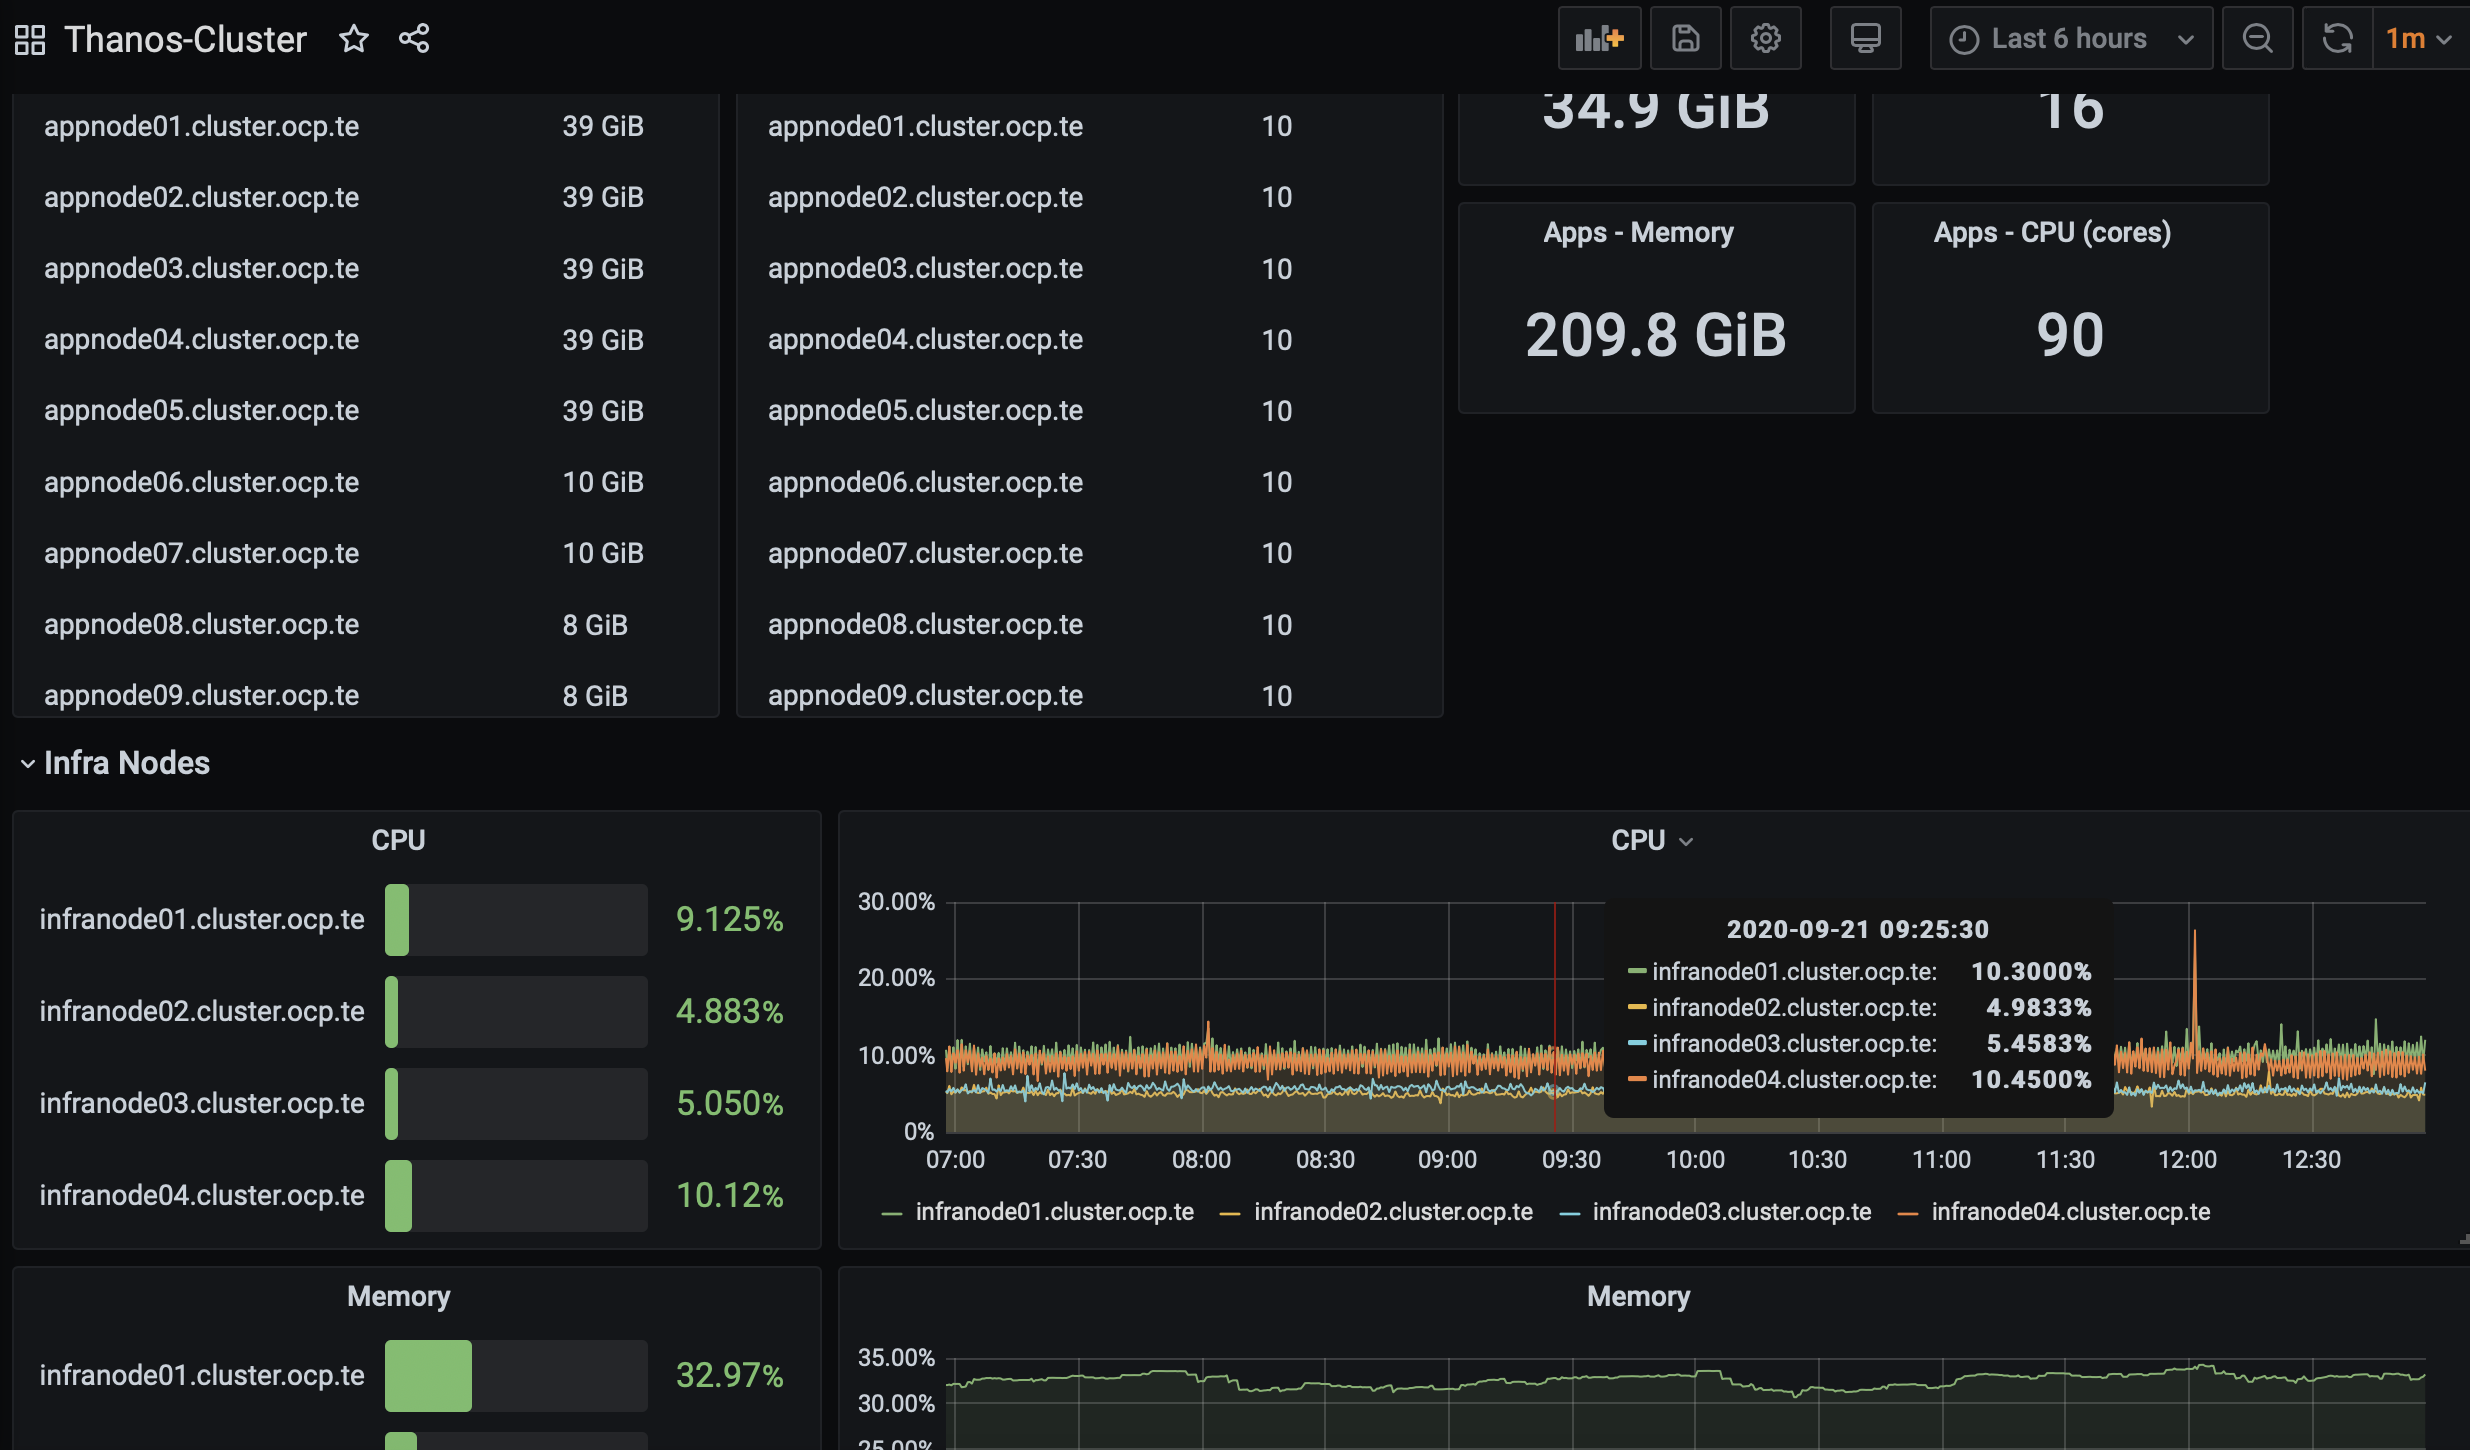 Thanos-Cluster
Last 6 hours
1m
appnode01.cluster.ocp.te 39 GiB
appnode02.cluster.ocp.te 39 GiB
appnode03.cluster.ocp.te 39 GiB
appnode04.cluster.ocp.te 39 GiB
appnode05.cluster.ocp.te 39 GiB
appnode06.cluster.ocp.te 10 GiB
appnode07.cluster.ocp.te 10 GiB
appnode08.cluster.ocp.te 8 GiB
appnode09.cluster.ocp.te 8 GiB
appnode01.cluster.ocp.te 10
appnode02.cluster.ocp.te 10
appnode03.cluster.ocp.te 10
appnode04.cluster.ocp.te 10
appnode05.cluster.ocp.te 10
appnode06.cluster.ocp.te 10
appnode07.cluster.ocp.te 10
appnode08.cluster.ocp.te 10
appnode09.cluster.ocp.te 10
34.9 GiB
16
Apps - Memory
209.8 GiB
Apps - CPU (cores)
90
Infra Nodes
CPU
infranode01.cluster.ocp.te 9.125%
infranode02.cluster.ocp.te 4.883%
infranode03.cluster.ocp.te 5.050%
infranode04.cluster.ocp.te 10.12%
CPU
30.00%
20.00%
10.00%
0%
2020-09-21 09:25:30
infranode01.cluster.ocp.te: 10.3000%
infranode02.cluster.ocp.te: 4.9833%
infranode03.cluster.ocp.te: 5.4583%
infranode04.cluster.ocp.te: 10.4500%
07:00 07:30 08:00 08:30 09:00 09:30 10:00 10:30 11:00 11:30 12:00 12:30
infranode01.cluster.ocp.te infranode02.cluster.ocp.te infranode03.cluster.ocp.te infranode04.cluster.ocp.te
Memory
infranode01.cluster.ocp.te 32.97%
Memory
35.00%
30.00%
25.00%